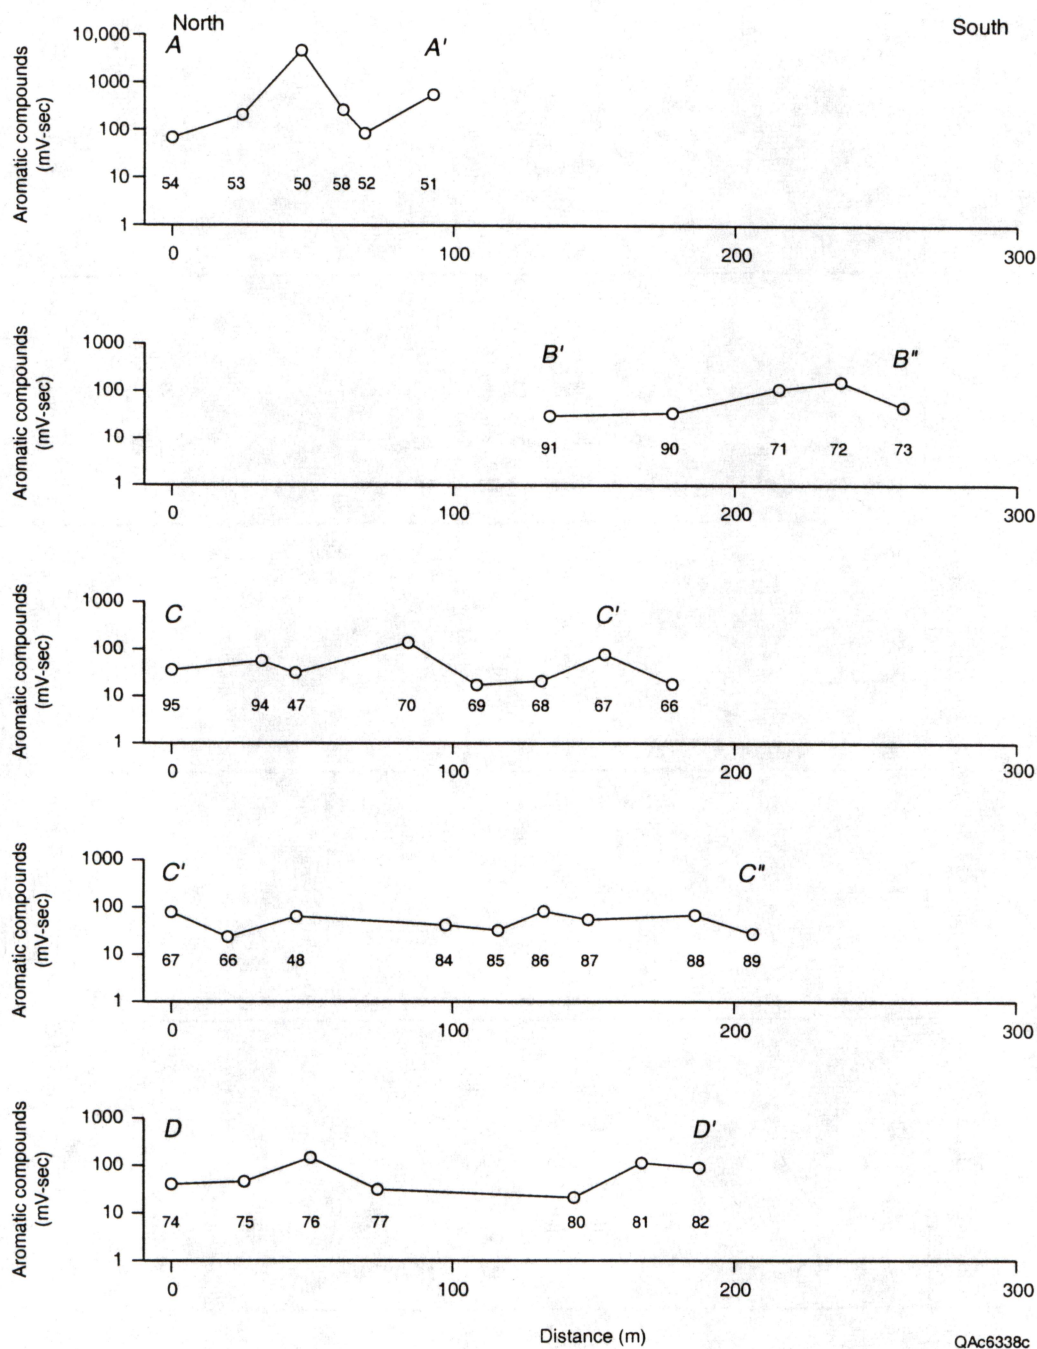 North South
A A'
10,000
1000
100
10
1
Aromatic compounds
(mV-sec)
54 53 50 58 52 51
0 100 200 300
B' B"
1000
100
10
1
Aromatic compounds
(mV-sec)
91 90 71 72 73
0 100 200 300
C C'
1000
100
10
1
Aromatic compounds
(mV-sec)
95 94 47 70 69 68 67 66
0 100 200 300
C' C"
1000
100
10
1
Aromatic compounds
(mV-sec)
67 66 48 84 85 86 87 88 89
0 100 200 300
D D'
1000
100
10
1
Aromatic compounds
(mV-sec)
74 75 76 77 80 81 82
0 100 200 300
Distance (m)
QAc6338c